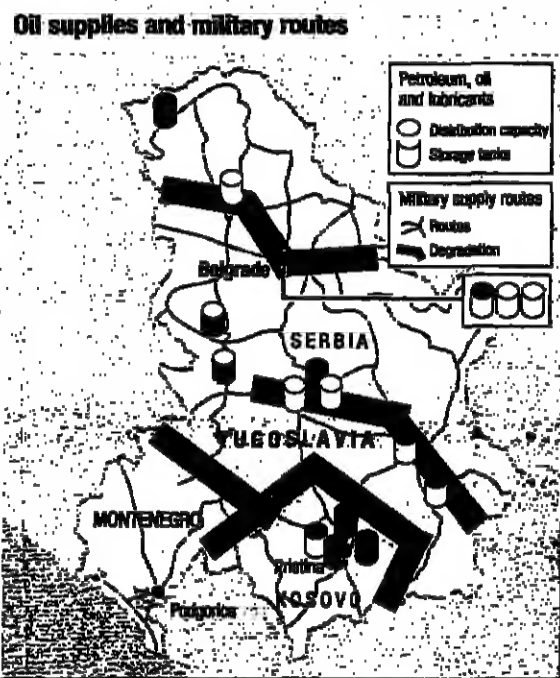 Oil supplies and military routes
Petroleum, oil
and lubricants
Distribution capacity
Storage tanks
Military supply routes
Routes
Degradation
Belgrade
SERBIA
YUGOSLAVIA
MONTENEGRO
Pristina
KOSOVO
Podgorica